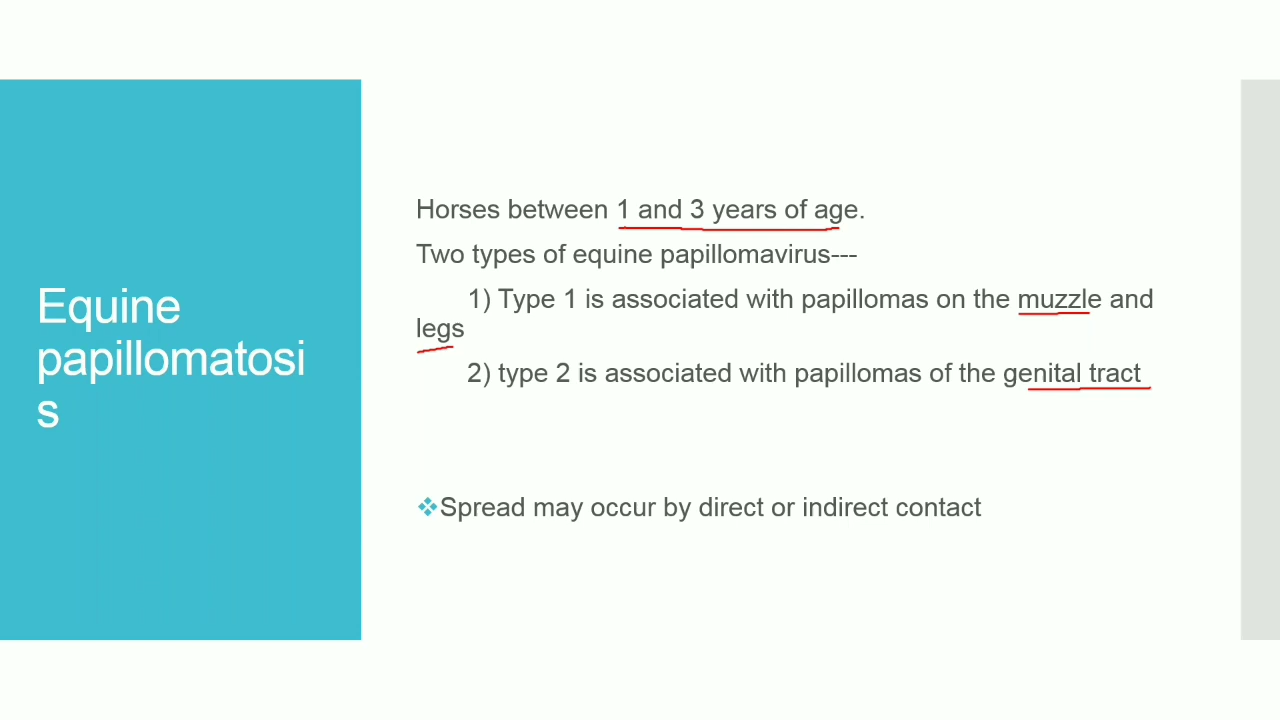 Equine
papillomatosi
s
Horses between 1 and 3 years of age.
Two types of equine papillomavirus---
1) Type 1 is associated with papillomas on the muzzle and
legs
2) type 2 is associated with papillomas of the genital tract
❖Spread may occur by direct or indirect contact